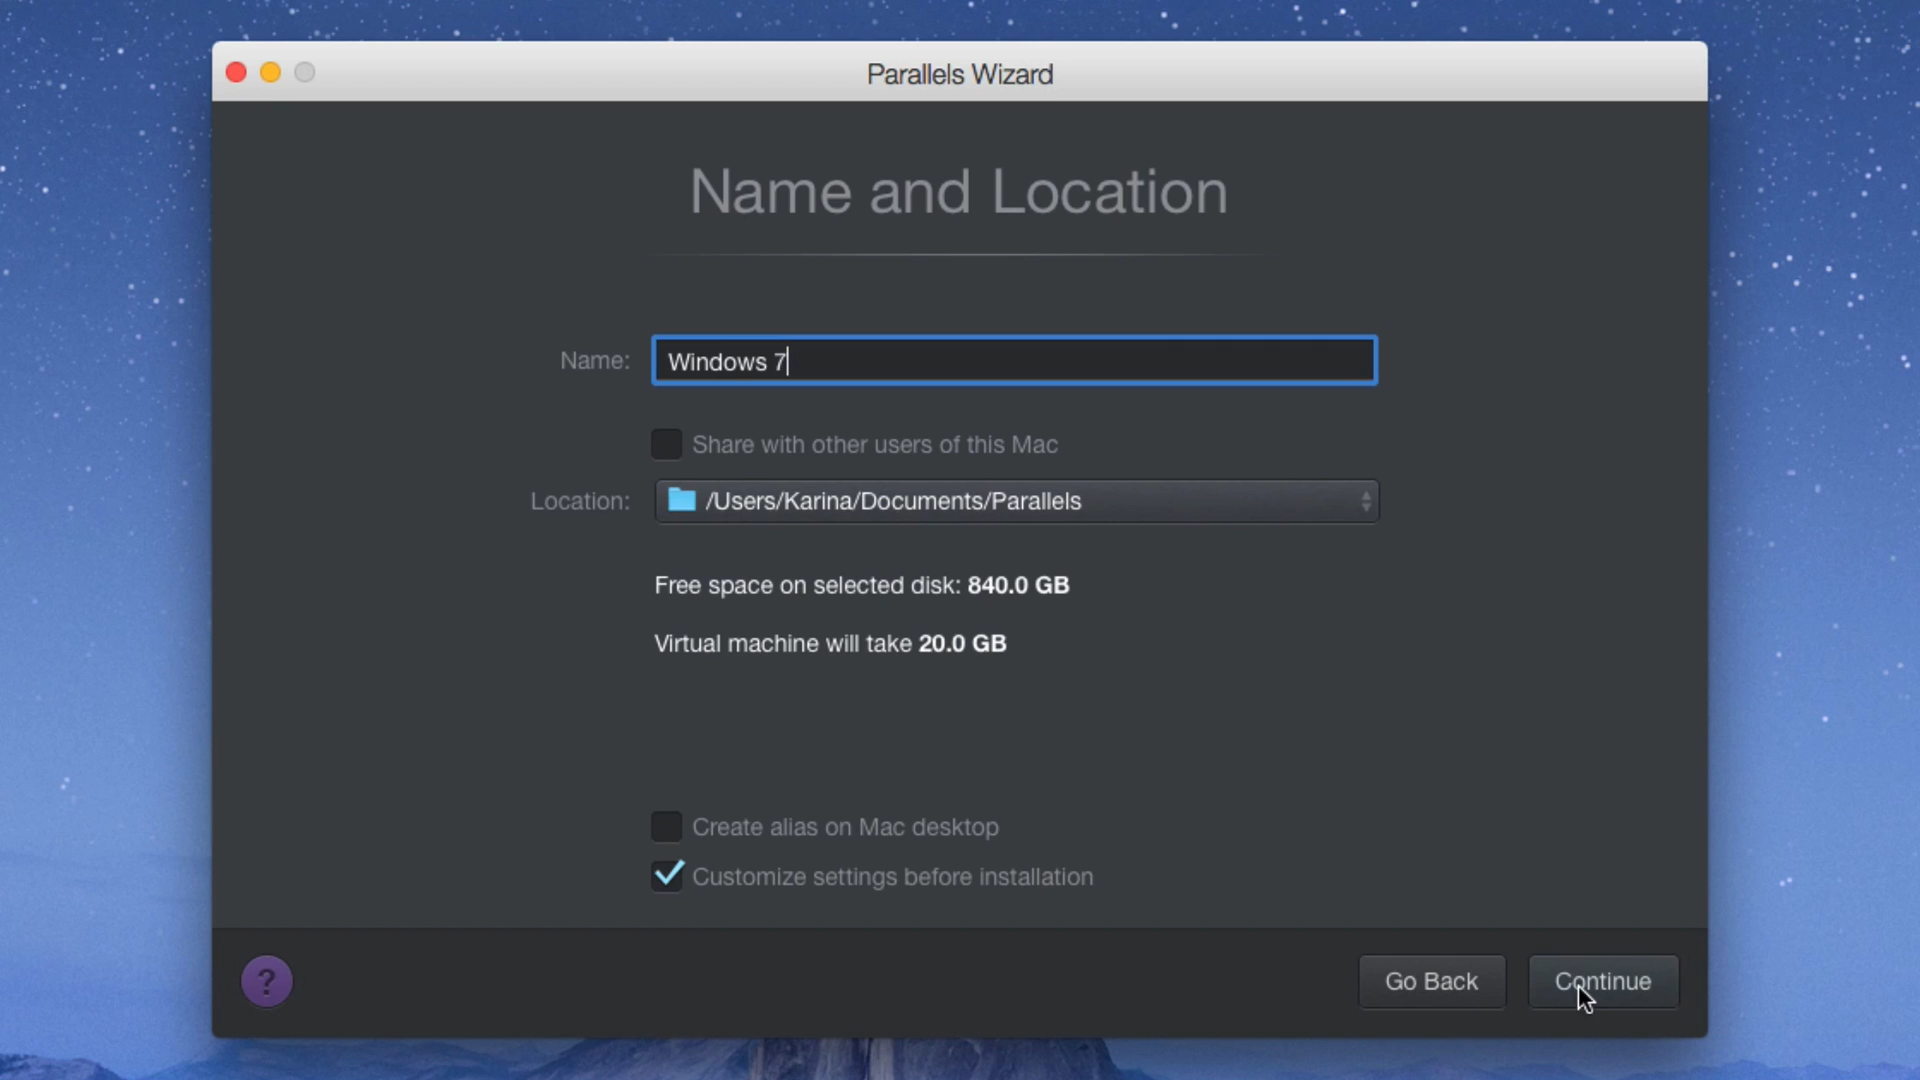 Parallels Wizard
Name and Location
Name: Windows 7
Share with other users of this Mac
Location: /Users/Karina/Documents/Parallels
Free space on selected disk: 840.0 GB
Virtual machine will take 20.0 GB
Create alias on Mac desktop
Customize settings before installation
? Go Back Continue